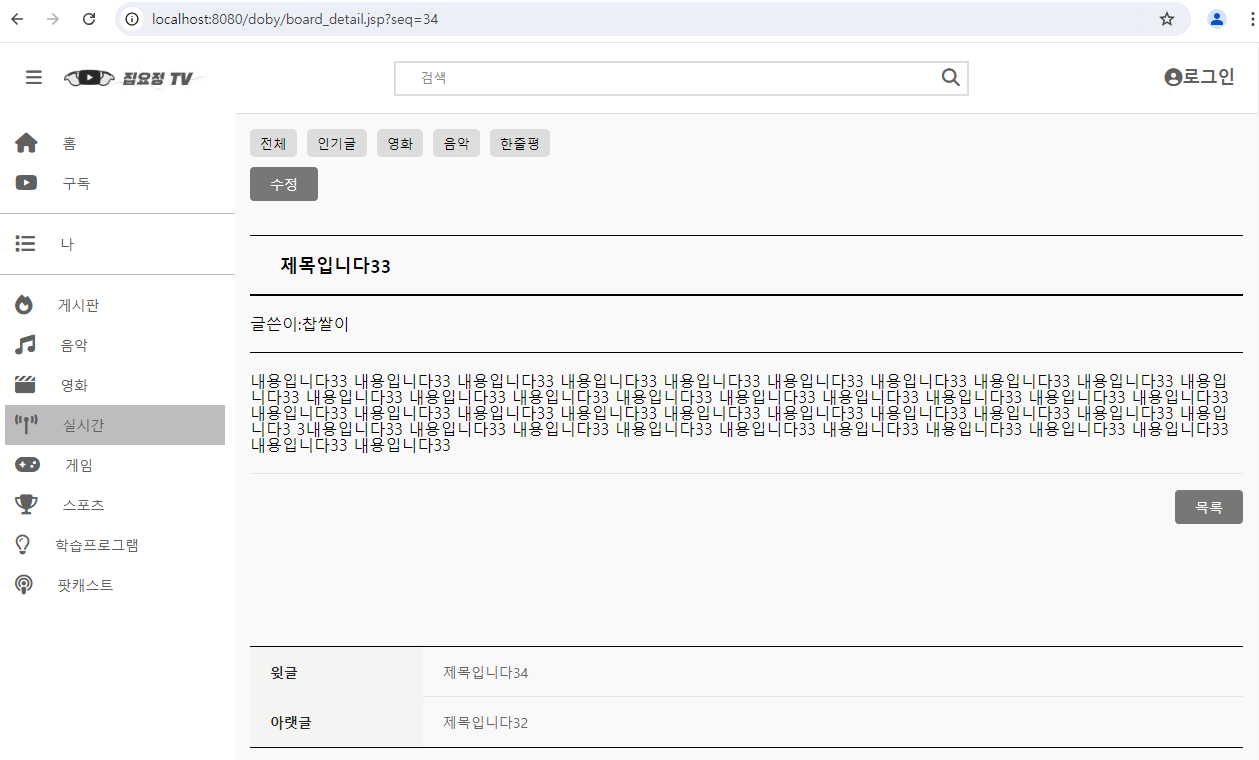 localhost:8080/doby/board_detail.jsp?seq=34
집요정 TV
검색
로그인
홈
구독
나
게시판
음악
영화
실시간
게임
스포츠
학습프로그램
팟캐스트
전체 인기글 영화 음악 한줄평
수정
제목입니다33
글쓴이:찹쌀이
내용입니다33 내용입니다33 내용입니다33 내용입니다33 내용입니다33 내용입니다33 내용입니다33 내용입니다33 내용입니다33 내용입
니다33 내용입니다33 내용입니다33 내용입니다33 내용입니다33 내용입니다33 내용입니다33 내용입니다33 내용입니다33 내용입니다33
내용입니다33 내용입니다33 내용입니다33 내용입니다33 내용입니다33 내용입니다33 내용입니다33 내용입니다33 내용입니다33 내용입
니다3 3내용입니다33 내용입니다33 내용입니다33 내용입니다33 내용입니다33 내용입니다33 내용입니다33 내용입니다33 내용입니다33
내용입니다33 내용입니다33
목록
윗글 제목입니다34
아랫글 제목입니다32